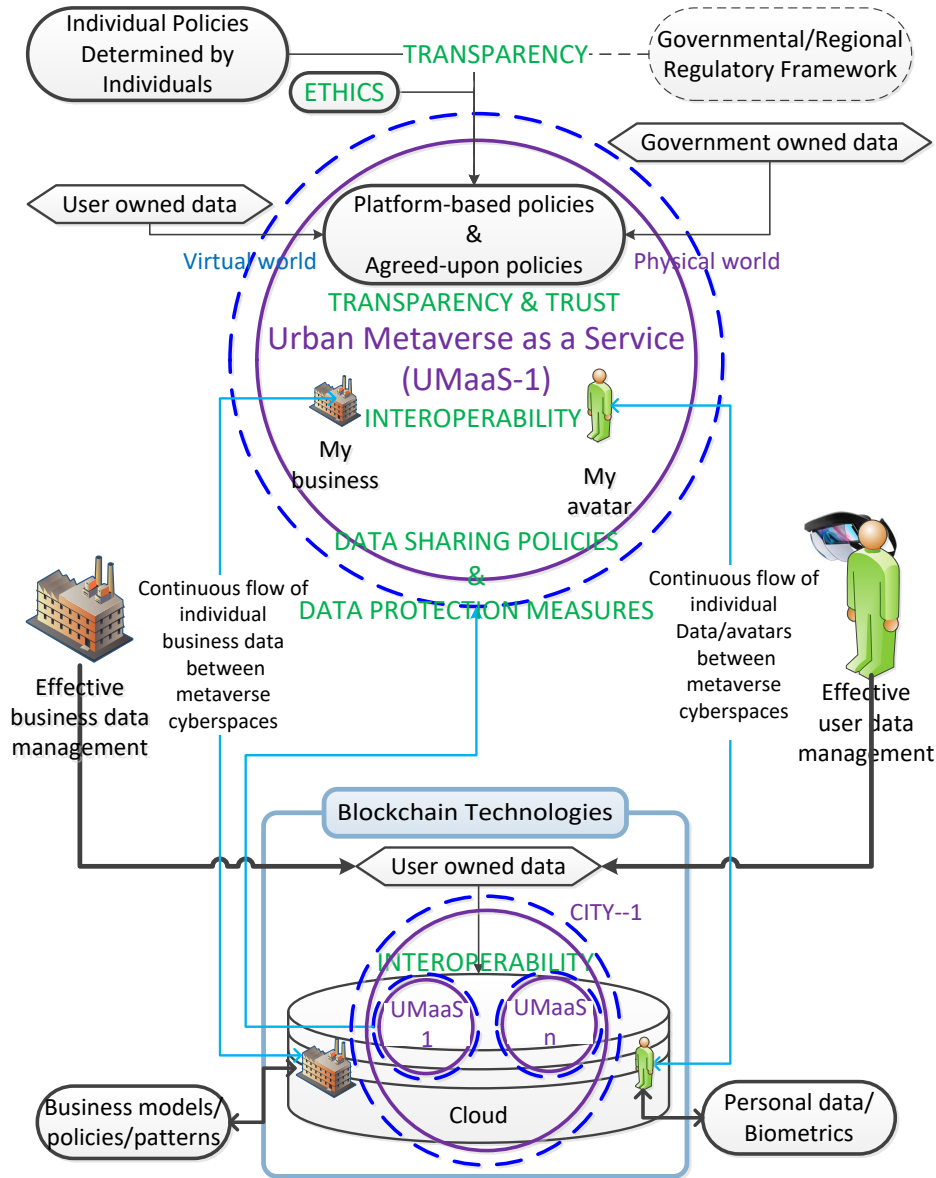 Individual Policies
Determined by
Individuals
TRANSPARENCY
Governmental/Regional
Regulatory Framework
ETHICS
Government owned data
User owned data
Platform-based policies
&
Agreed-upon policies
Virtual world
Physical world
TRANSPARENCY & TRUST
Urban Metaverse as a Service
(UMaaS-1)
INTEROPERABILITY
My
business
My
avatar
DATA SHARING POLICIES
&
DATA PROTECTION MEASURES
Continuous flow of
individual
business data
between
metaverse
cyberspaces
Continuous flow of
individual
Data/avatars
between
metaverse
cyberspaces
Effective
business data
management
Effective
user data
management
Blockchain Technologies
User owned data
CITY--1
INTEROPERABILITY
UMaaS
1
UMaaS
n
Cloud
Business models/
policies/patterns
Personal data/
Biometrics